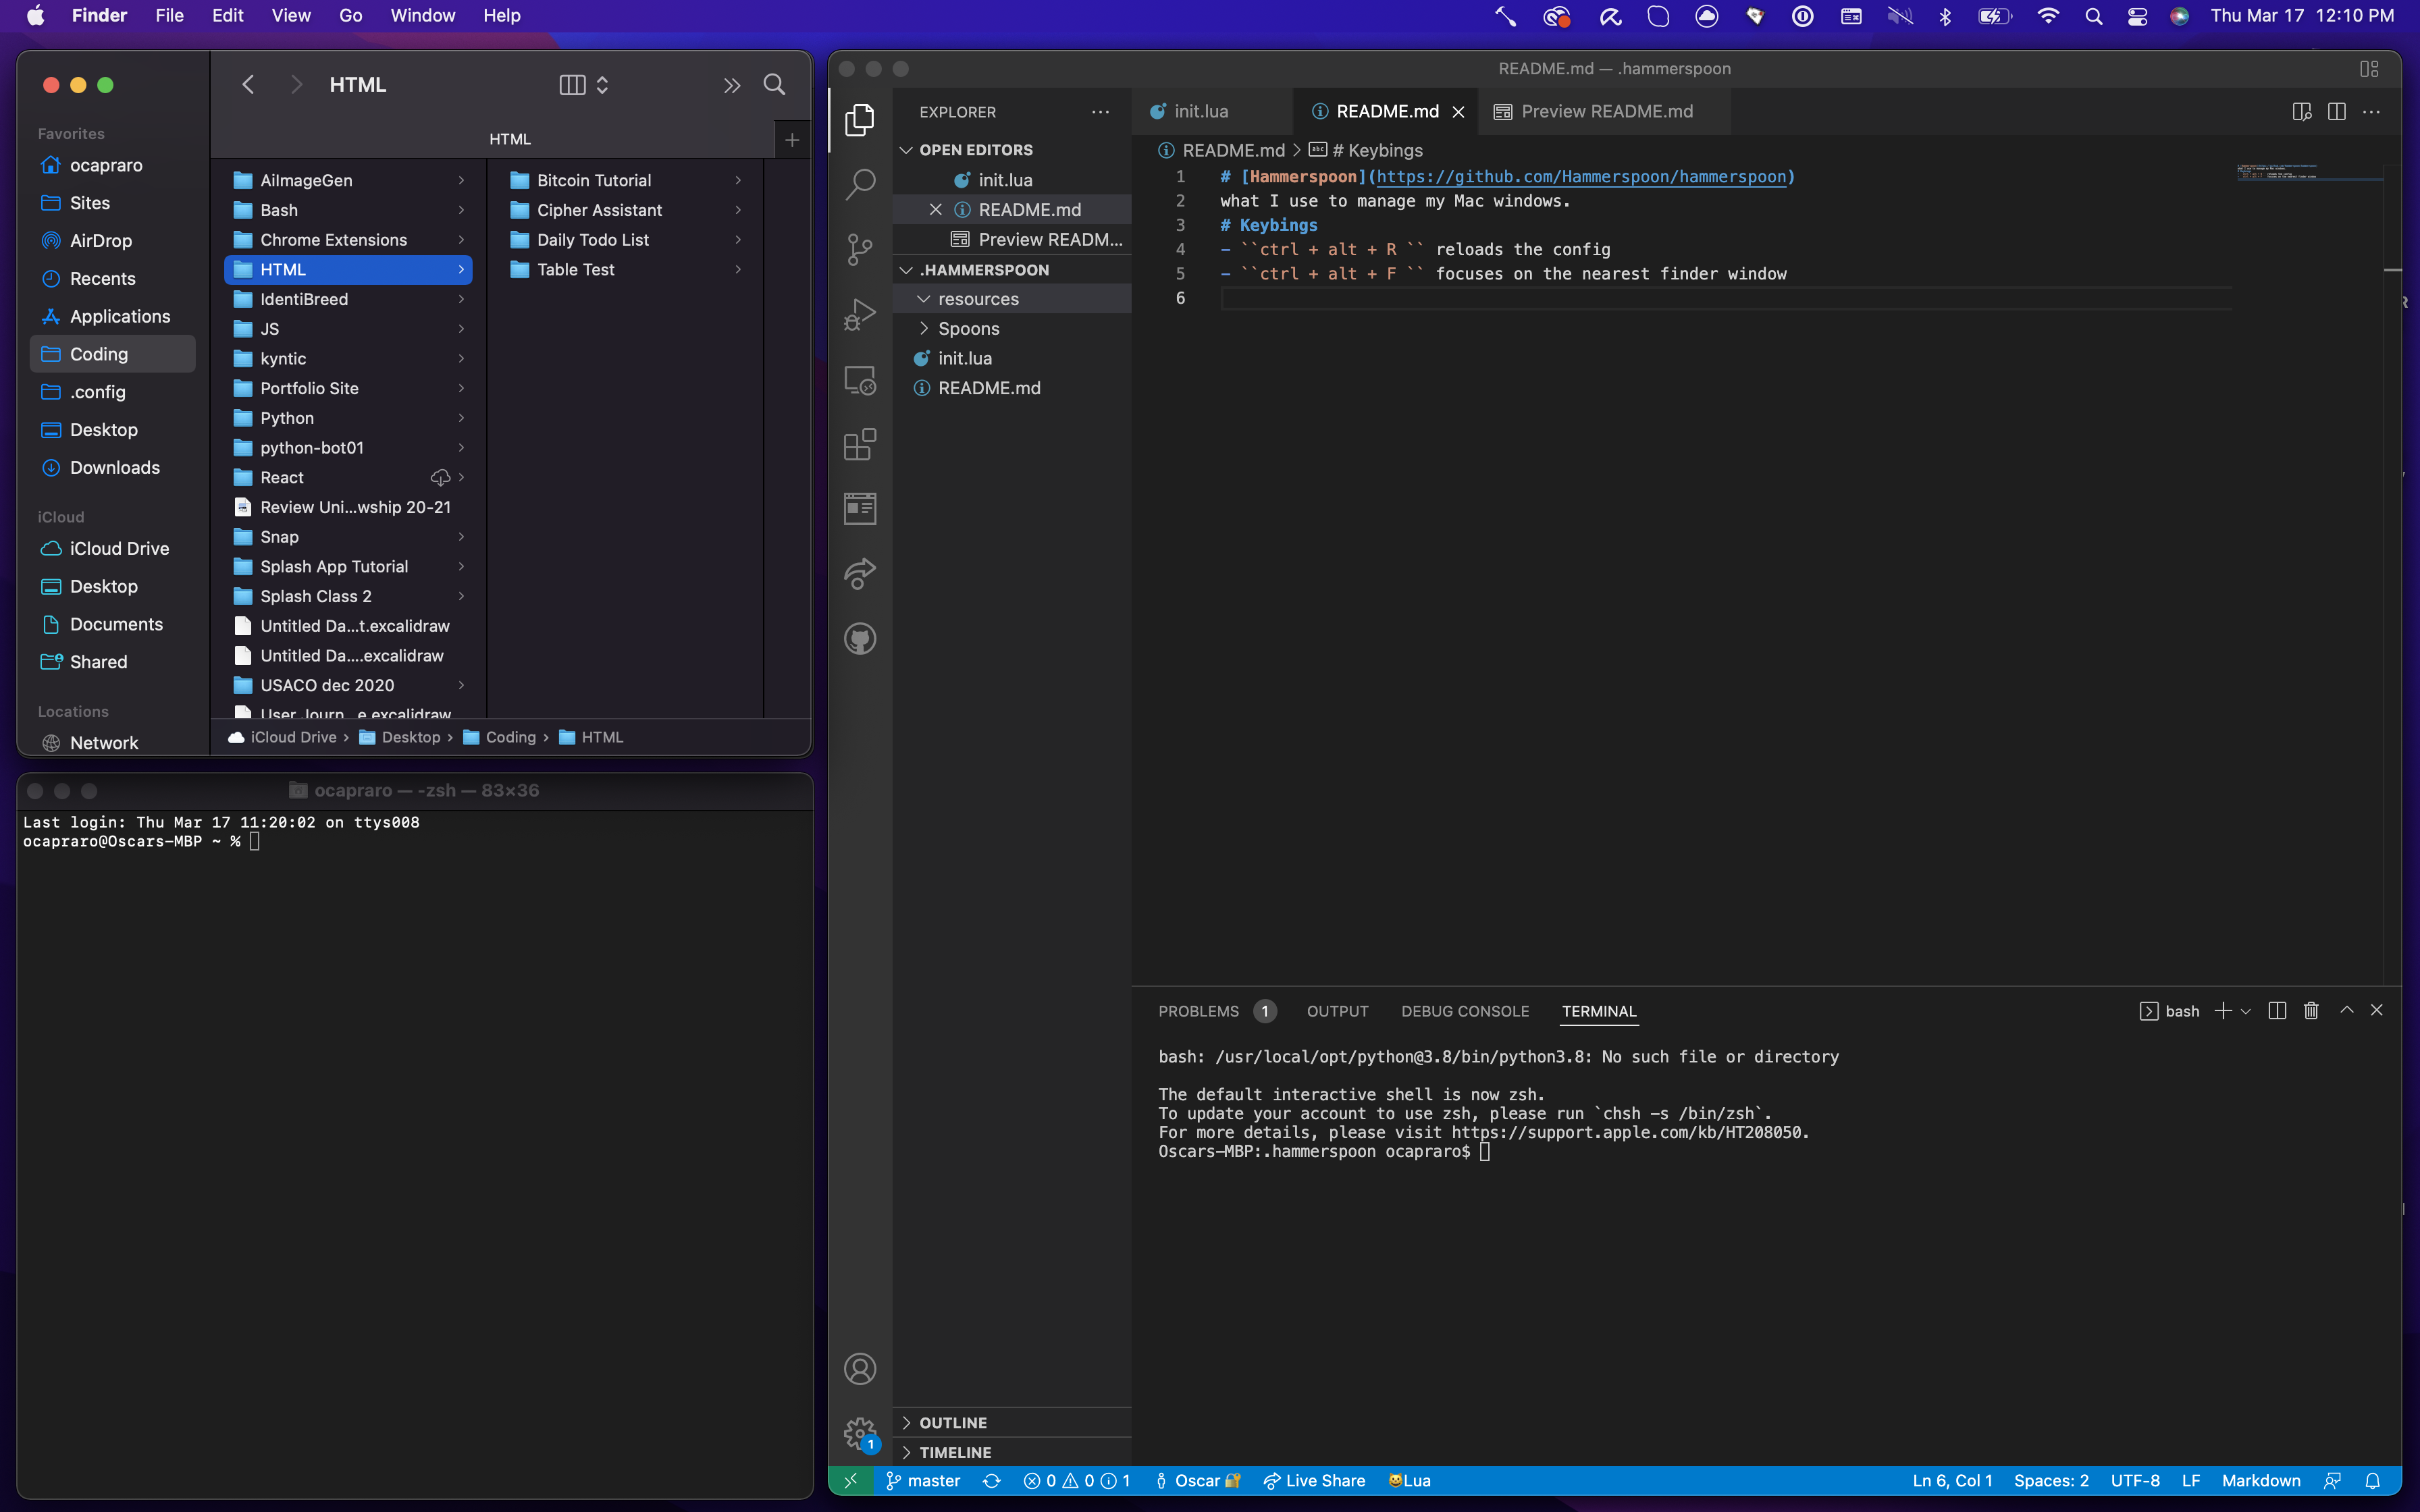 Finder File Edit View Go Window Help
Thu Mar 17 12:10 PM
HTML
HTML
Favorites
ocapraro
Sites
AirDrop
Recents
Applications
Coding
.config
Desktop
Downloads
iCloud
iCloud Drive
Desktop
Documents
Shared
Locations
Network
AiImageGen
Bash
Chrome Extensions
HTML
IdentiBreed
JS
kyntic
Portfolio Site
Python
python-bot01
React
Review Uni...wship 20-21
Snap
Splash App Tutorial
Splash Class 2
Untitled Da...t.excalidraw
Untitled Da....excalidraw
USACO dec 2020
User Journ...e.excalidraw
Bitcoin Tutorial
Cipher Assistant
Daily Todo List
Table Test
iCloud Drive › Desktop › Coding › HTML
ocapraro — -zsh — 83×36
Last login: Thu Mar 17 11:20:02 on ttys008
ocapraro@Oscars-MBP ~ %
README.md — .hammerspoon
EXPLORER
OPEN EDITORS
init.lua
README.md
Preview READM...
.HAMMERSPOON
resources
Spoons
init.lua
README.md
OUTLINE
TIMELINE
init.lua README.md Preview README.md
README.md > # Keybings
1 # [Hammerspoon](https://github.com/Hammerspoon/hammerspoon)
2 what I use to manage my Mac windows.
3 # Keybings
4 - ``ctrl + alt + R `` reloads the config
5 - ``ctrl + alt + F `` focuses on the nearest finder window
6
PROBLEMS 1 OUTPUT DEBUG CONSOLE TERMINAL
bash
bash: /usr/local/opt/python@3.8/bin/python3.8: No such file or directory
The default interactive shell is now zsh.
To update your account to use zsh, please run `chsh -s /bin/zsh`.
For more details, please visit https://support.apple.com/kb/HT208050.
Oscars-MBP:.hammerspoon ocapraro$
1
master 0 0 1 Oscar Live Share Lua
Ln 6, Col 1 Spaces: 2 UTF-8 LF Markdown